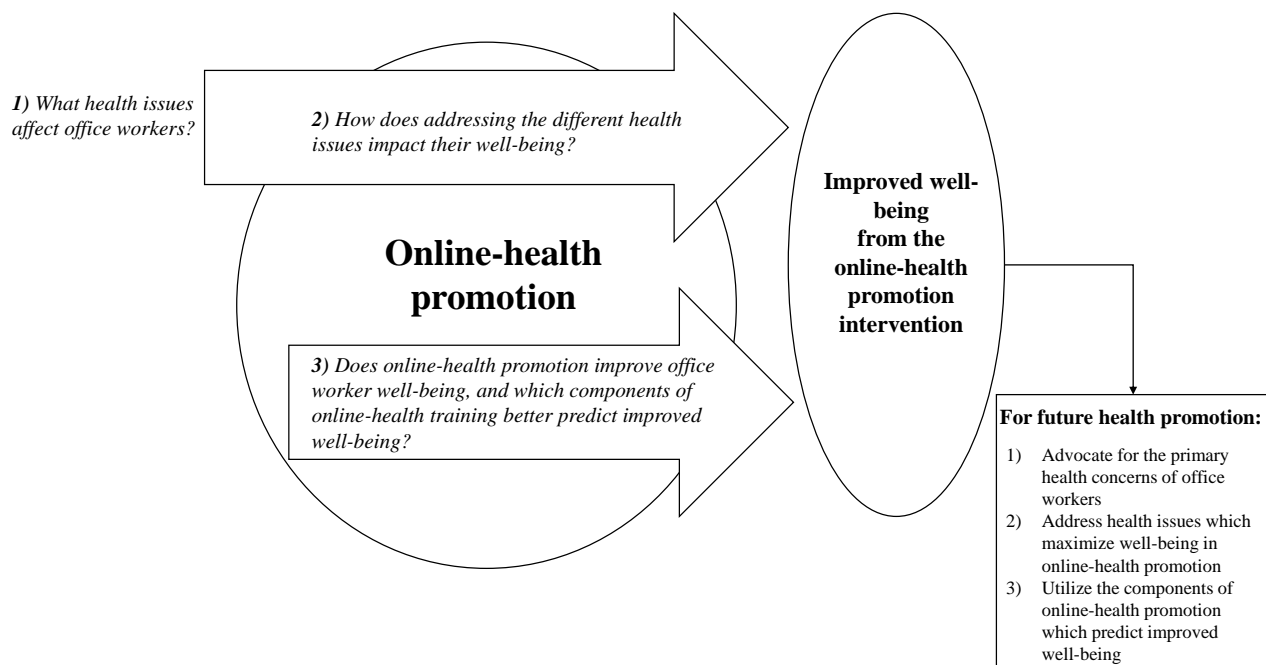 1) What health issues
affect office workers?
2) How does addressing the different health
issues impact their well-being?
Online-health
promotion
3) Does online-health promotion improve office
worker well-being, and which components of
online-health training better predict improved
well-being?
Improved well-
being
from the
online-health
promotion
intervention
For future health promotion:
1) Advocate for the primary
health concerns of office
workers
2) Address health issues which
maximize well-being in
online-health promotion
3) Utilize the components of
online-health promotion
which predict improved
well-being